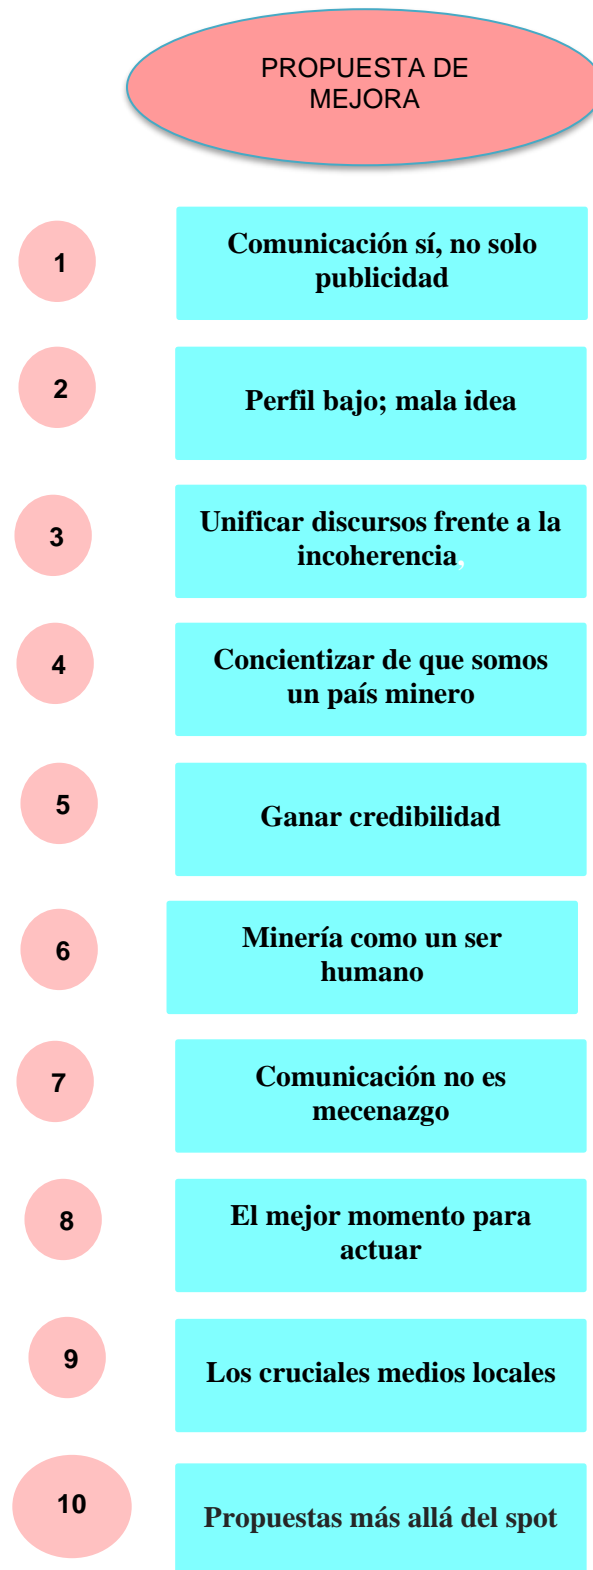 PROPUESTA DE
MEJORA
1
Comunicación sí, no solo
publicidad
2
Perfil bajo; mala idea
3
Unificar discursos frente a la
incoherencia,
4
Concientizar de que somos
un país minero
5
Ganar credibilidad
6
Minería como un ser
humano
7
Comunicación no es
mecenazgo
8
El mejor momento para
actuar
9
Los cruciales medios locales
10
Propuestas más allá del spot